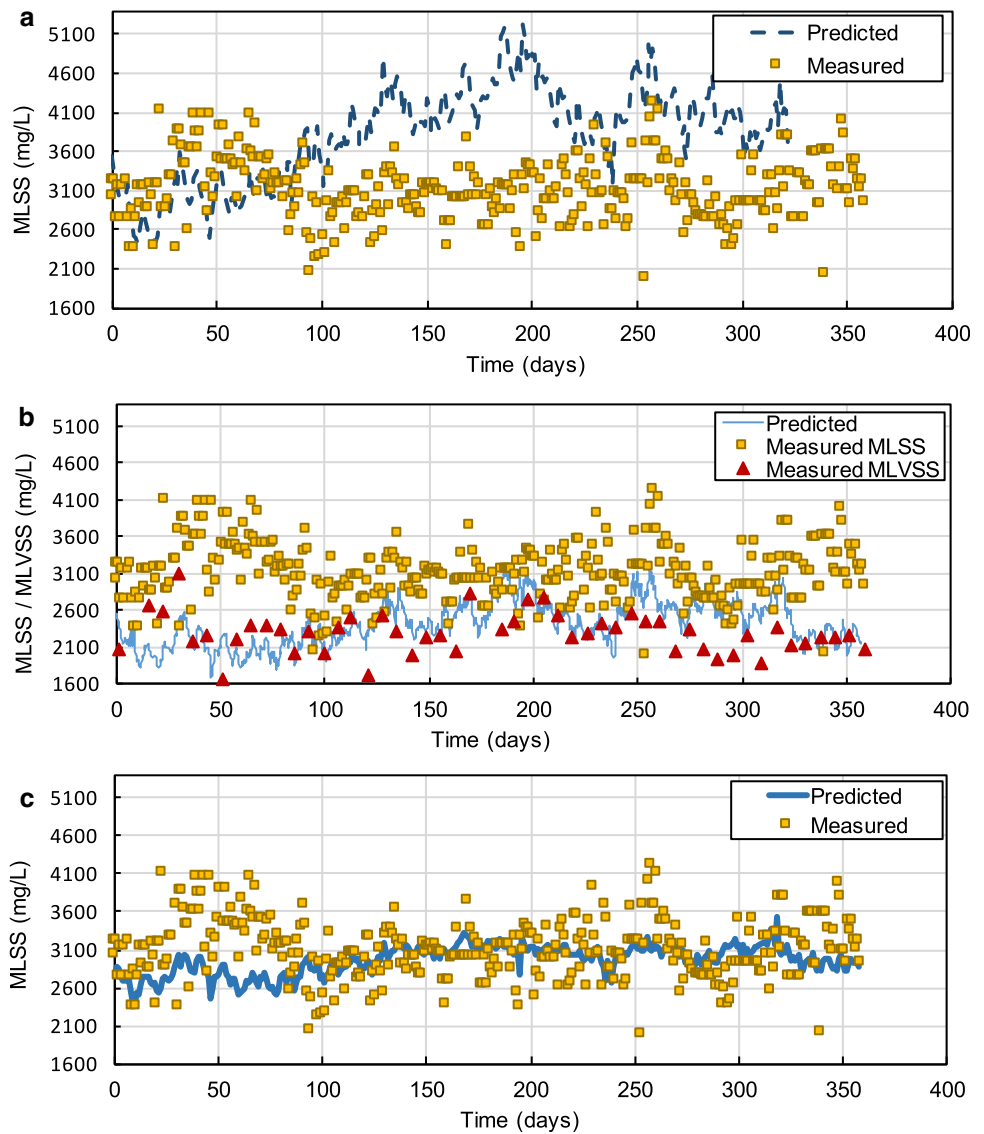 a
5100
4600
4100
3600
3100
2600
2100
1600
MLSS (mg/L)
Predicted
Measured
0 50 100 150 200 250 300 350 400
Time (days)
b
5100
4600
4100
3600
3100
2600
2100
1600
MLSS / MLVSS (mg/L)
Predicted
Measured MLSS
Measured MLVSS
0 50 100 150 200 250 300 350 400
Time (days)
c
5100
4600
4100
3600
3100
2600
2100
1600
MLSS (mg/L)
Predicted
Measured
0 50 100 150 200 250 300 350 400
Time (days)